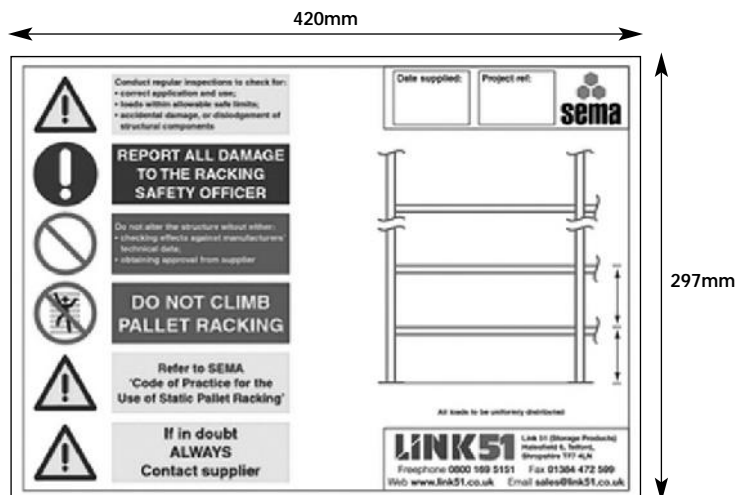 420mm
Conduct regular inspections to check for:
• correct application and use;
• loads within allowable safe limits;
• accidental damage, or dislodgement of
structural components
REPORT ALL DAMAGE
TO THE RACKING
SAFETY OFFICER
Do not alter the structure witout either:
• checking effects against manufacturers'
technical data;
• obtaining approval from supplier
DO NOT CLIMB
PALLET RACKING
Refer to SEMA
'Code of Practice for the
Use of Static Pallet Racking'
If in doubt
ALWAYS
Contact supplier
Date supplied:
Project ref:
sema
297mm
All loads to be uniformly distributed
LINK51
Link 51 (Storage Products)
Halesfield 6, Telford,
Shropshire TF7 4LN
Freephone 0800 169 5151 Fax 01384 472 599
Web www.link51.co.uk Email sales@link51.co.uk